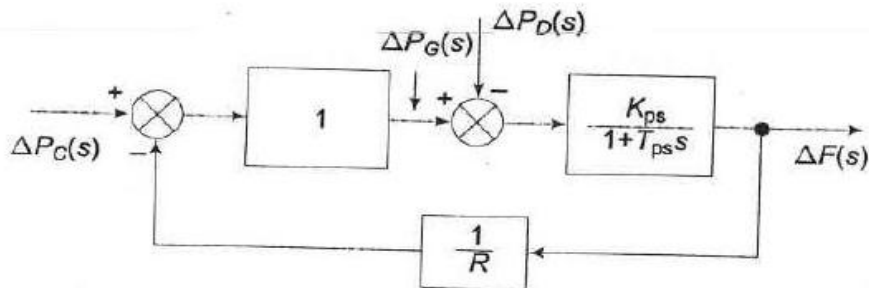 ΔP_D(s)
ΔP_G(s)
+
1
+
−
K_ps
1+T_ps s
ΔP_C(s)
−
ΔF(s)
1
R